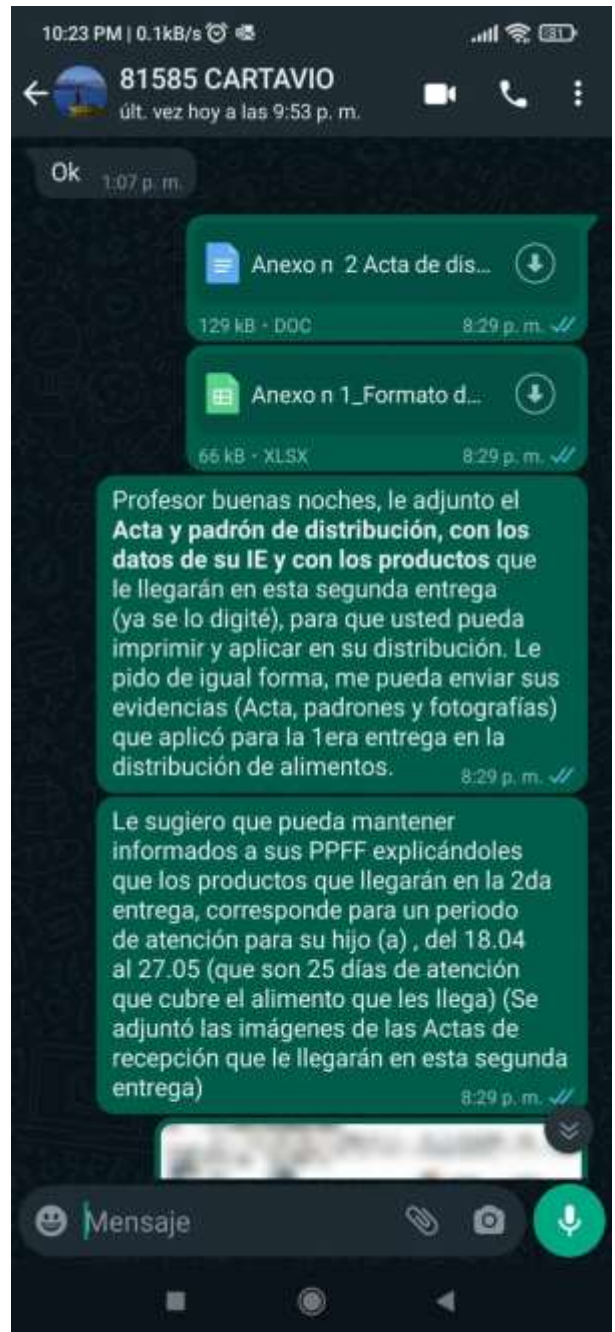 10:23 PM | 0.1kB/s
81
81585 CARTAVIO
últ. vez hoy a las 9:53 p. m.
Ok 1:07 p. m.
Anexo n 2 Acta de dis...
129 kB • DOC 8:29 p. m.
Anexo n 1_Formato d...
66 kB • XLSX 8:29 p. m.
Profesor buenas noches, le adjunto el
Acta y padrón de distribución, con los
datos de su IE y con los productos que
le llegarán en esta segunda entrega
(ya se lo digité), para que usted pueda
imprimir y aplicar en su distribución. Le
pido de igual forma, me pueda enviar sus
evidencias (Acta, padrones y fotografías)
que aplicó para la 1era entrega en la
distribución de alimentos. 8:29 p. m.
Le sugiero que pueda mantener
informados a sus PPFF explicándoles
que los productos que llegarán en la 2da
entrega, corresponde para un periodo
de atención para su hijo (a) , del 18.04
al 27.05 (que son 25 días de atención
que cubre el alimento que les llega) (Se
adjuntó las imágenes de las Actas de
recepción que le llegarán en esta segunda
entrega) 8:29 p. m.
Mensaje